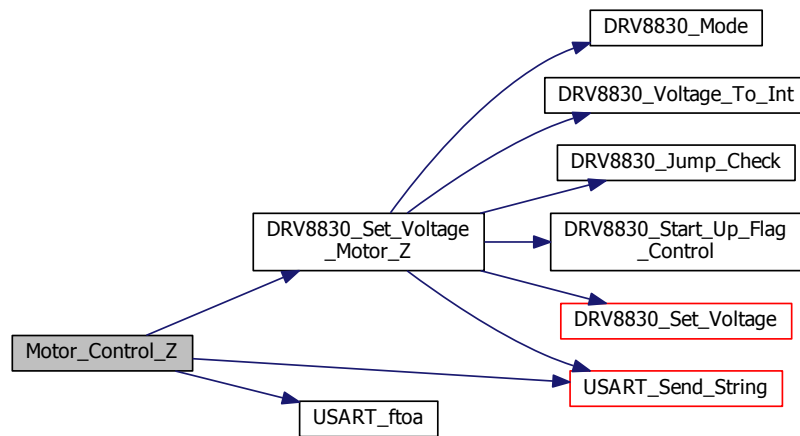 DRV8830_Mode
DRV8830_Voltage_To_Int
DRV8830_Jump_Check
DRV8830_Set_Voltage
_Motor_Z
DRV8830_Start_Up_Flag
_Control
DRV8830_Set_Voltage
Motor_Control_Z
USART_Send_String
USART_ftoa